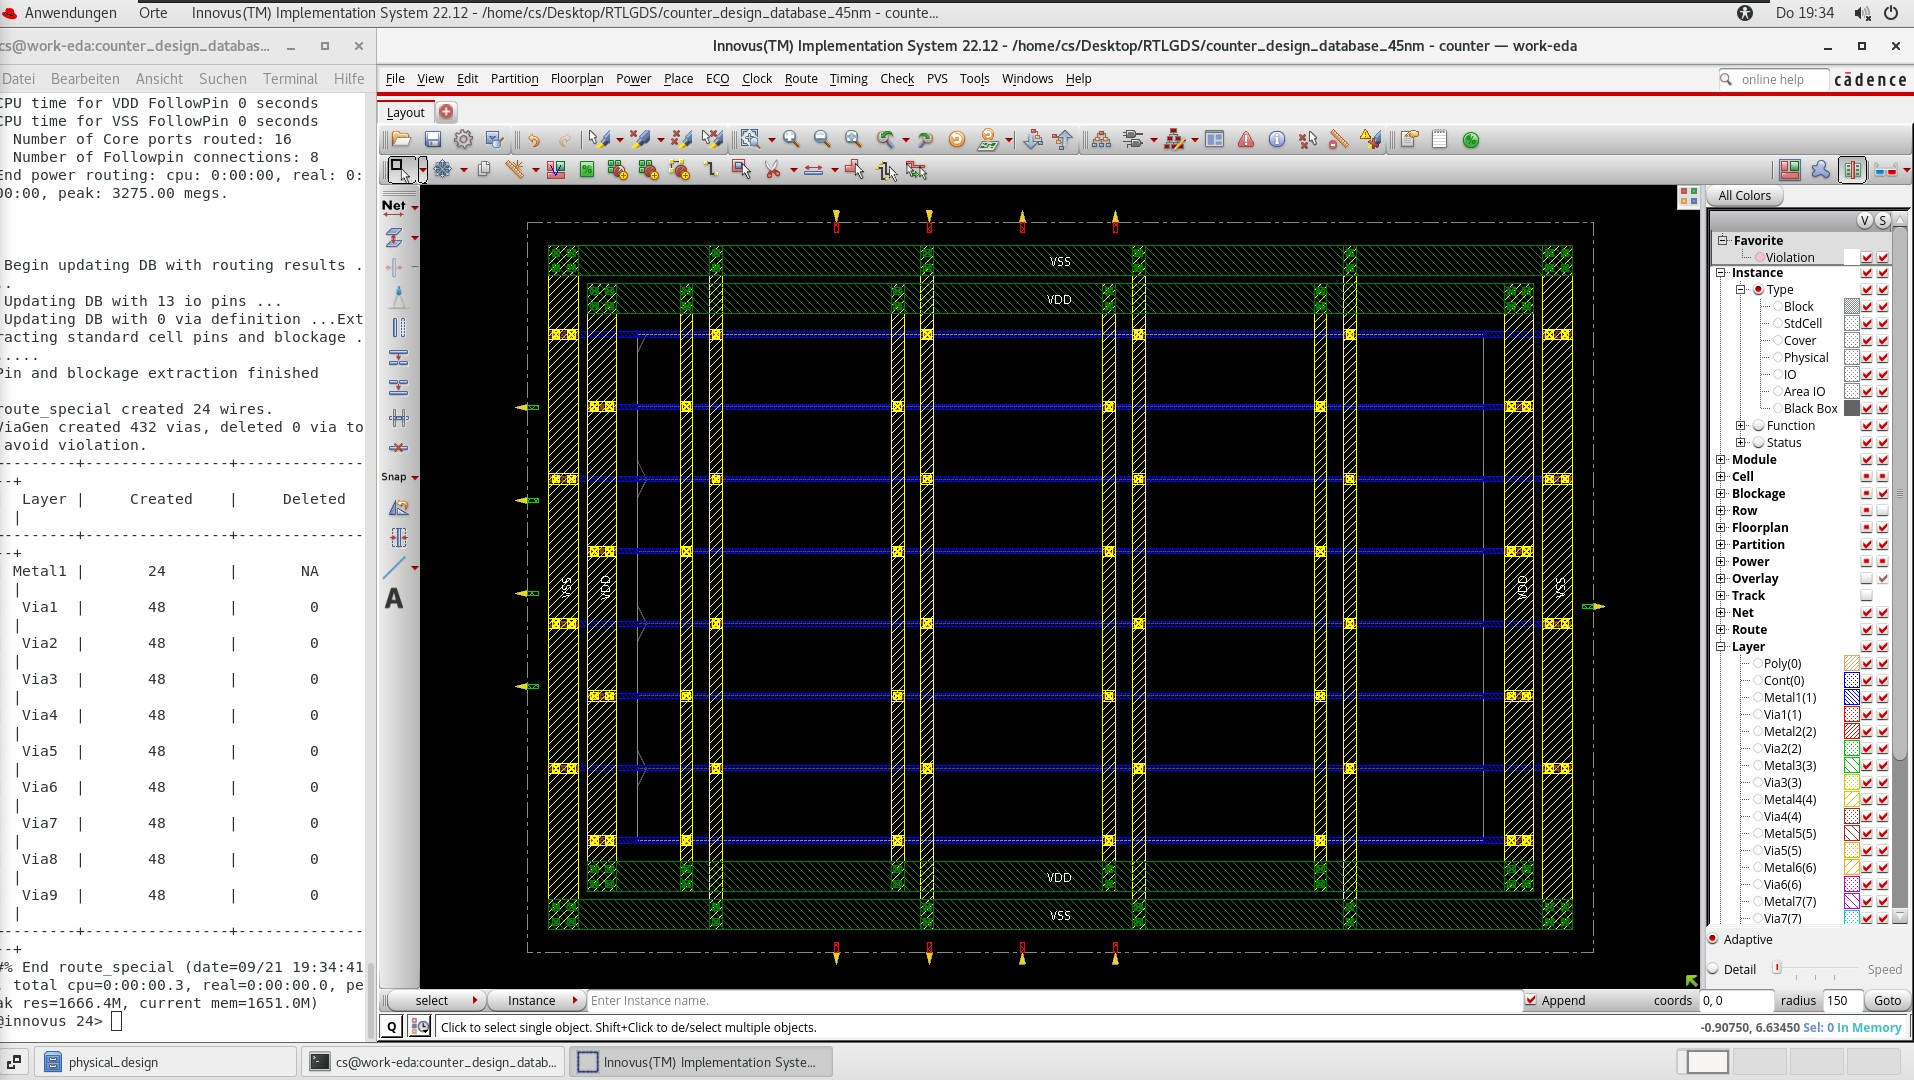 Anwendungen
Orte
Innovus(TM) Implementation System 22.12 - /home/cs/Desktop/RTLGDS/counter_design_database_45nm - counte…
Do 19:34
cs@work-eda:counter_design_databas…
Datei Bearbeiten Ansicht Suchen Terminal Hilfe
CPU time for VDD FollowPin 0 seconds
CPU time for VSS FollowPin 0 seconds
Number of Core ports routed: 16
Number of Followpin connections: 8
End power routing: cpu: 0:00:00, real: 0:
00:00, peak: 3275.00 megs.
Begin updating DB with routing results .
..
Updating DB with 13 io pins ...
Updating DB with 0 via definition ...Ext
racting standard cell pins and blockage .
.....
Pin and blockage extraction finished
route_special created 24 wires.
ViaGen created 432 vias, deleted 0 via to
avoid violation.
---------+----------------+--------------
--+
Layer | Created | Deleted
|
---------+----------------+--------------
--+
Metal1 | 24 | NA
|
Via1 | 48 | 0
|
Via2 | 48 | 0
|
Via3 | 48 | 0
|
Via4 | 48 | 0
|
Via5 | 48 | 0
|
Via6 | 48 | 0
|
Via7 | 48 | 0
|
Via8 | 48 | 0
|
Via9 | 48 | 0
|
---------+----------------+--------------
--+
#% End route_special (date=09/21 19:34:41
, total cpu=0:00:00.3, real=0:00:00.0, pe
ak res=1666.4M, current mem=1651.0M)
@innovus 24>
Innovus(TM) Implementation System 22.12 - /home/cs/Desktop/RTLGDS/counter_design_database_45nm - counter — work-eda
File View Edit Partition Floorplan Power Place ECO Clock Route Timing Check PVS Tools Windows Help
online help
cādence
Layout
Net
Snap
A
VSS
VDD
VSS
VDD
VDD
VSS
VDD
VSS
All Colors
V S
Favorite
Violation
Instance
Type
Block
StdCell
Cover
Physical
IO
Area IO
Black Box
Function
Status
Module
Cell
Blockage
Row
Floorplan
Partition
Power
Overlay
Track
Net
Route
Layer
Poly(0)
Cont(0)
Metal1(1)
Via1(1)
Metal2(2)
Via2(2)
Metal3(3)
Via3(3)
Metal4(4)
Via4(4)
Metal5(5)
Via5(5)
Metal6(6)
Via6(6)
Metal7(7)
Via7(7)
Adaptive
Detail
Speed
select
Instance
Enter Instance name.
Append
coords 0, 0
radius 150
Goto
Q
Click to select single object. Shift+Click to de/select multiple objects.
-0.90750, 6.63450 Sel: 0 In Memory
physical_design
cs@work-eda:counter_design_datab…
Innovus(TM) Implementation Syste…